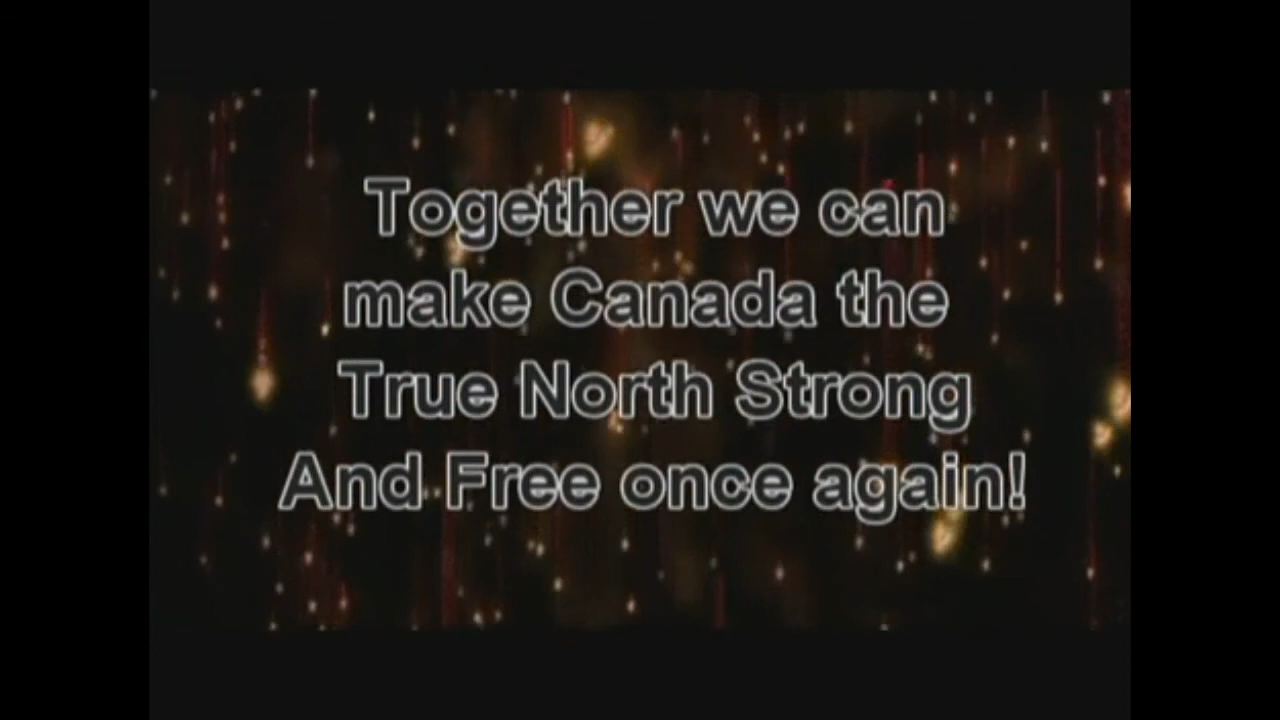 Together we can
make Canada the
True North Strong
And Free once again!